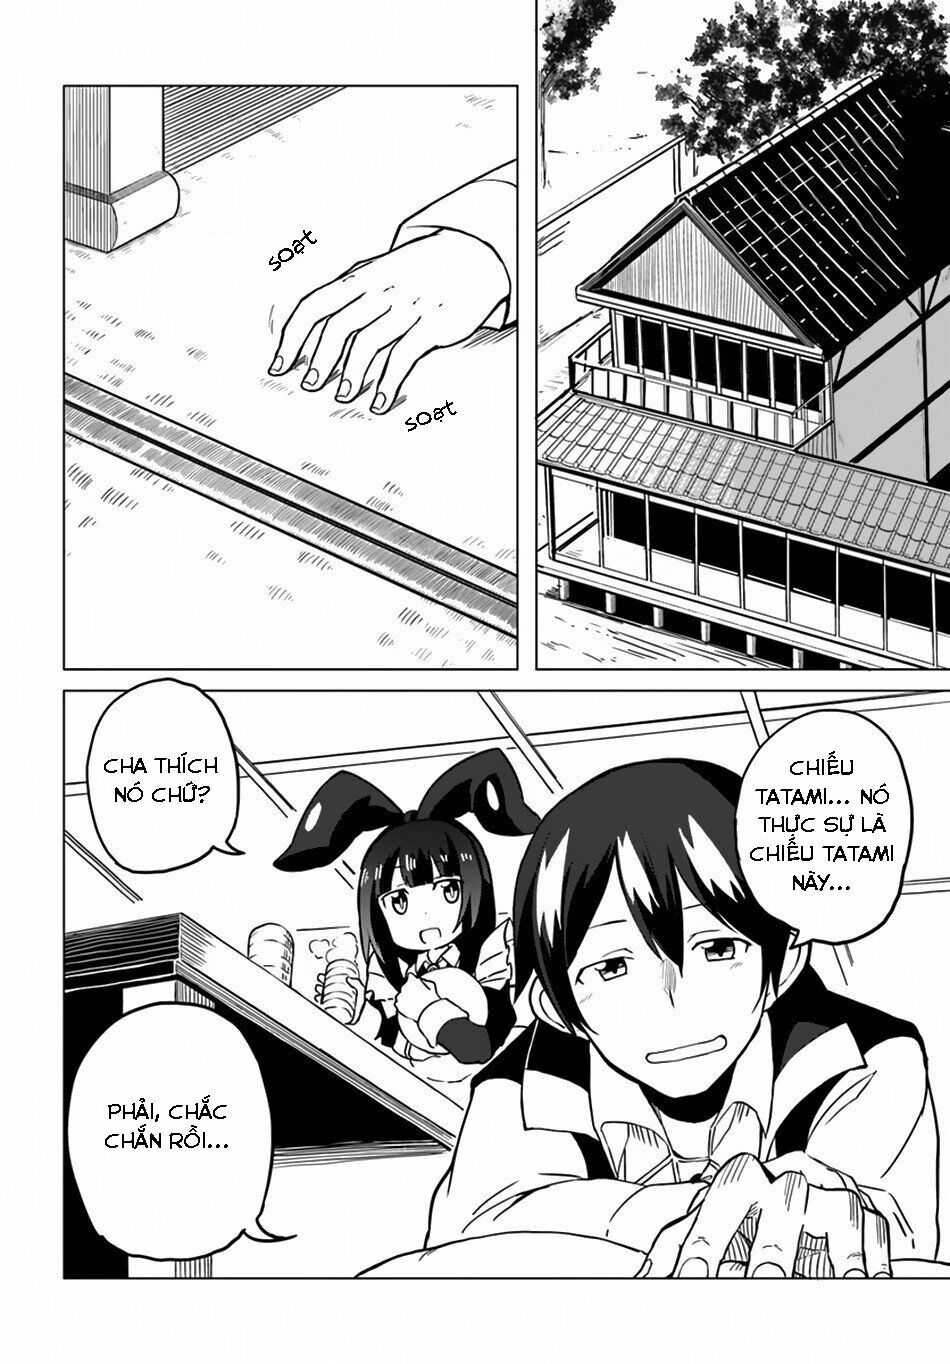 soạt
soạt
CHIẾU
TATAMI... NÓ
THỰC SỰ LÀ
CHIẾU TATAMI
NÀY...
CHA THÍCH
NÓ CHỨ?
PHẢI, CHẮC
CHẮN RỒI...